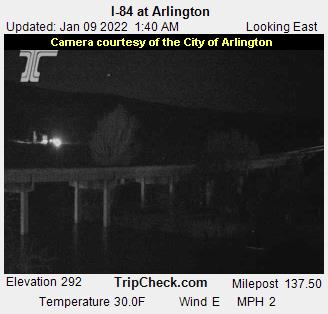 I-84 at Arlington
Updated: Jan 09 2022 1:40 AM Looking East
Camera courtesy of the City of Arlington
Elevation 292 TripCheck.com Milepost 137.50
Temperature 30.0F Wind E MPH 2